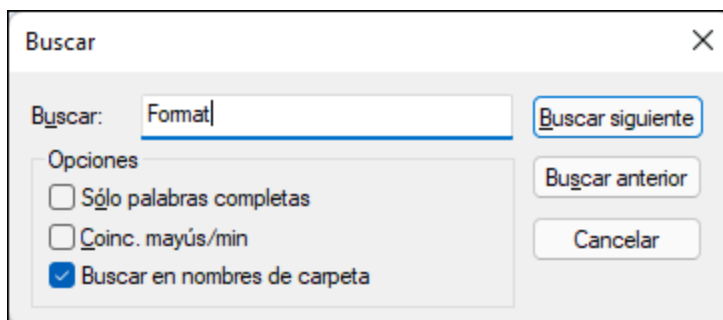 Buscar
Buscar: Format Buscar siguiente
Opciones Buscar anterior
Sólo palabras completas
Coinc. mayús/min Cancelar
Buscar en nombres de carpeta